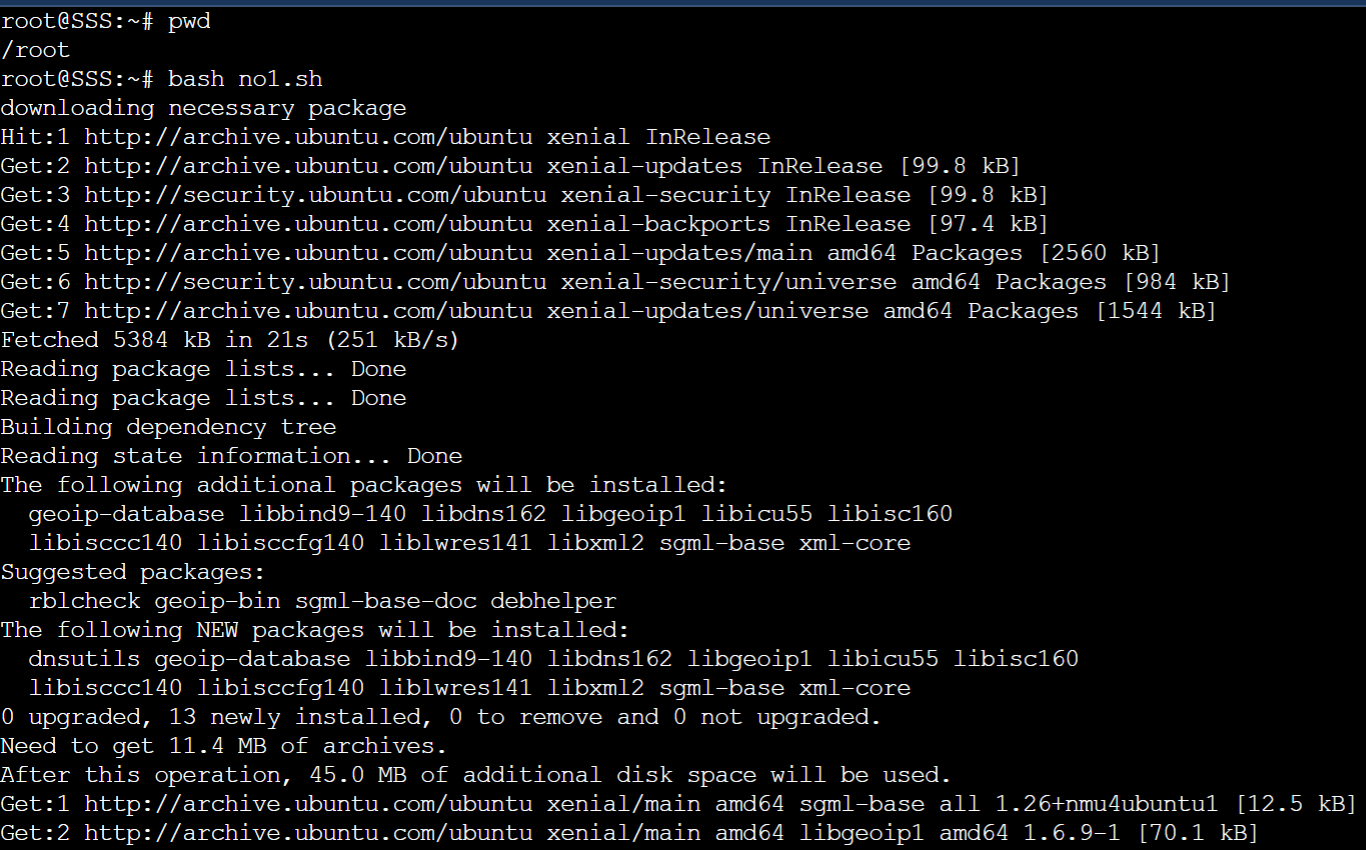 root@SSS:~# pwd
/root
root@SSS:~# bash no1.sh
downloading necessary package
Hit:1 http://archive.ubuntu.com/ubuntu xenial InRelease
Get:2 http://archive.ubuntu.com/ubuntu xenial-updates InRelease [99.8 kB]
Get:3 http://security.ubuntu.com/ubuntu xenial-security InRelease [99.8 kB]
Get:4 http://archive.ubuntu.com/ubuntu xenial-backports InRelease [97.4 kB]
Get:5 http://archive.ubuntu.com/ubuntu xenial-updates/main amd64 Packages [2560 kB]
Get:6 http://security.ubuntu.com/ubuntu xenial-security/universe amd64 Packages [984 kB]
Get:7 http://archive.ubuntu.com/ubuntu xenial-updates/universe amd64 Packages [1544 kB]
Fetched 5384 kB in 21s (251 kB/s)
Reading package lists... Done
Reading package lists... Done
Building dependency tree
Reading state information... Done
The following additional packages will be installed:
  geoip-database libbind9-140 libdns162 libgeoip1 libicu55 libisc160
  libisccc140 libisccfg140 liblwres141 libxml2 sgml-base xml-core
Suggested packages:
  rblcheck geoip-bin sgml-base-doc debhelper
The following NEW packages will be installed:
  dnsutils geoip-database libbind9-140 libdns162 libgeoip1 libicu55 libisc160
  libisccc140 libisccfg140 liblwres141 libxml2 sgml-base xml-core
0 upgraded, 13 newly installed, 0 to remove and 0 not upgraded.
Need to get 11.4 MB of archives.
After this operation, 45.0 MB of additional disk space will be used.
Get:1 http://archive.ubuntu.com/ubuntu xenial/main amd64 sgml-base all 1.26+nmu4ubuntu1 [12.5 kB]
Get:2 http://archive.ubuntu.com/ubuntu xenial/main amd64 libgeoip1 amd64 1.6.9-1 [70.1 kB]